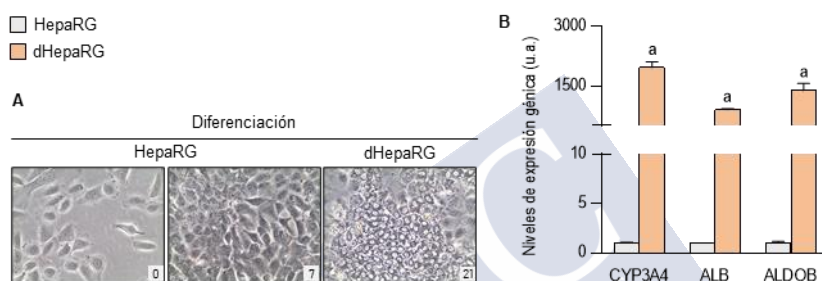 HepaRG
dHepaRG
A
Diferenciación
HepaRG
dHepaRG
0
7
21
B
Niveles de expresión génica (u.a.)
3000
1500
10
5
0
a
a
a
CYP3A4
ALB
ALDOB
C